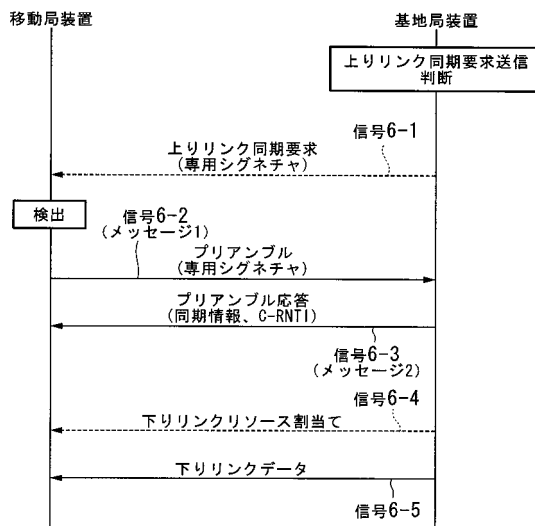 移動局装置
基地局装置
上りリンク同期要求送信
判断
信号6-1
上りリンク同期要求
(専用シグネチャ)
検出
信号6-2
(メッセージ1)
プリアンブル
(専用シグネチャ)
プリアンブル応答
(同期情報、C-RNTI)
信号6-3
(メッセージ2)
信号6-4
下りリンクリソース割当て
下りリンクデータ
信号6-5